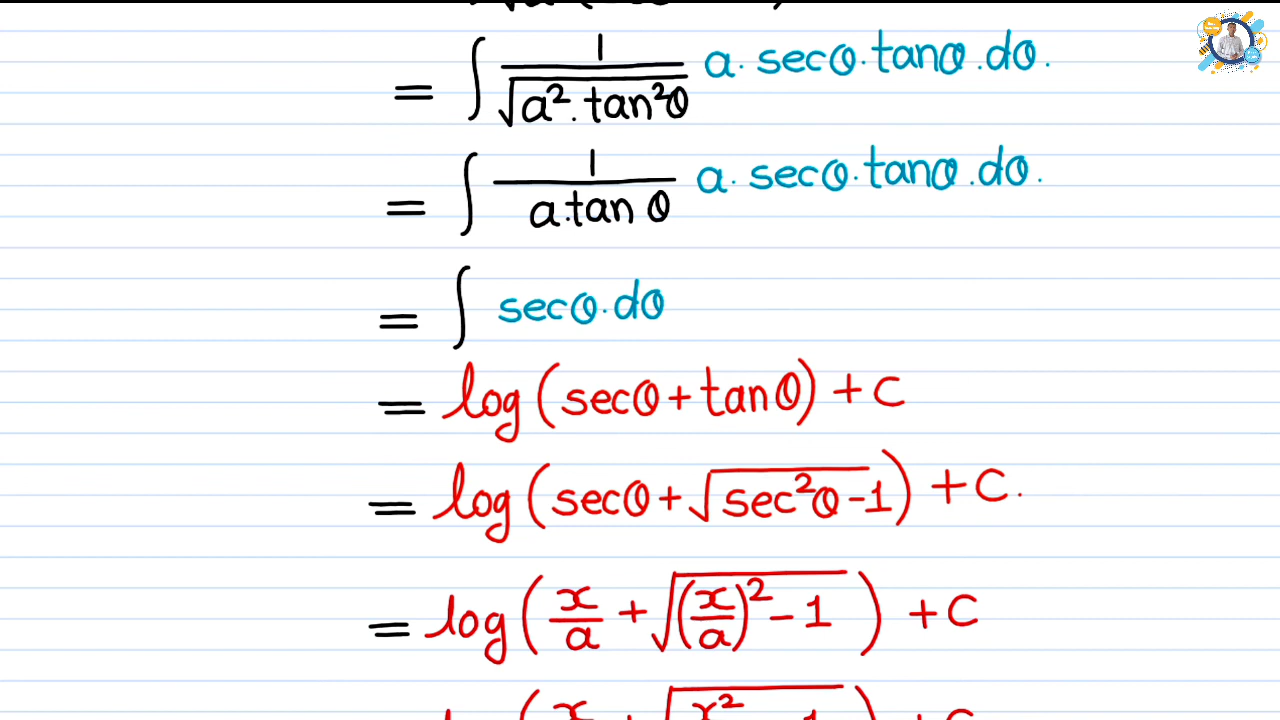 = ∫ 1/√(a².tan²θ) a.secθ.tanθ.dθ.
= ∫ 1/(a.tan θ) a.secθ.tanθ.dθ.
= ∫ secθ.dθ
= log(secθ+tanθ)+c
= log(secθ+√(sec²θ-1))+c.
= log(x/a + √((x/a)²-1))+c